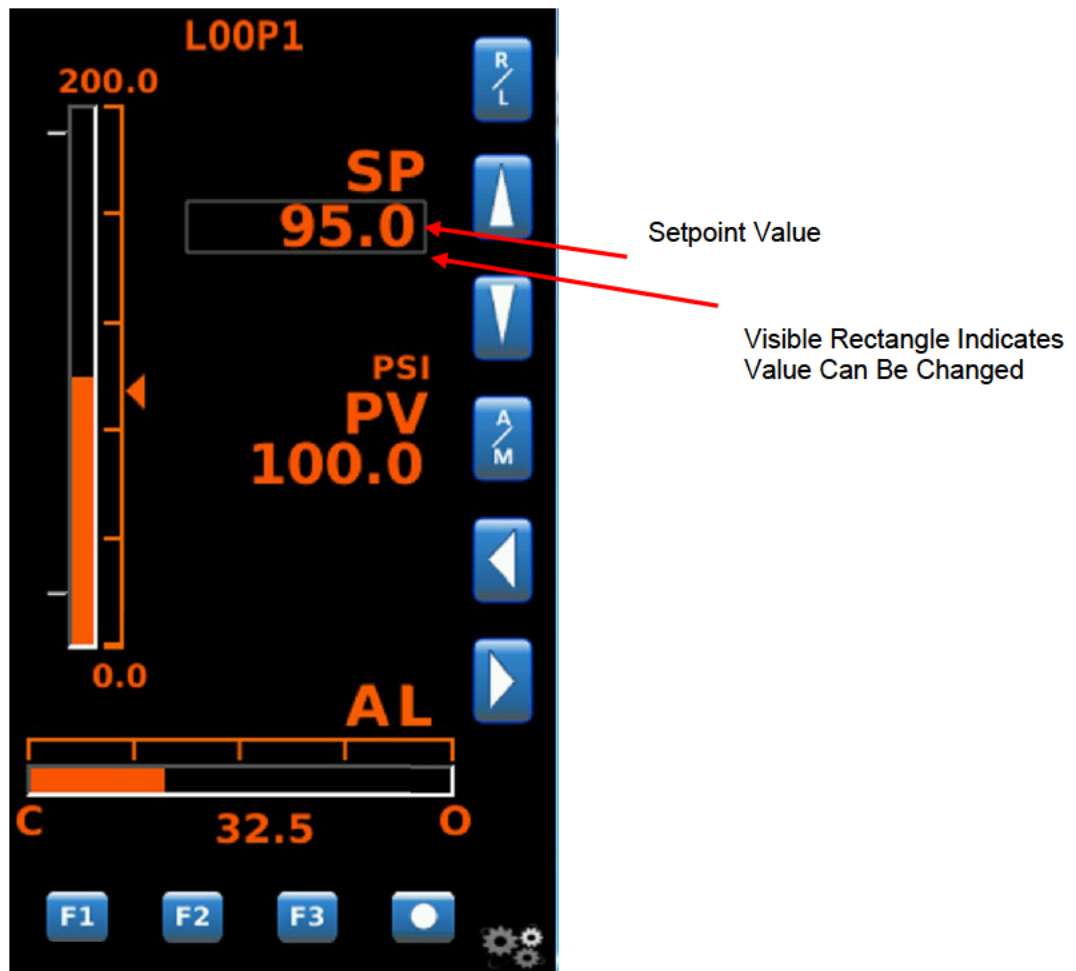 L00P1
200.0
R/L
SP
95.0
Setpoint Value
Visible Rectangle Indicates
Value Can Be Changed
PSI
PV
100.0
A/M
0.0
AL
C 32.5 O
F1 F2 F3